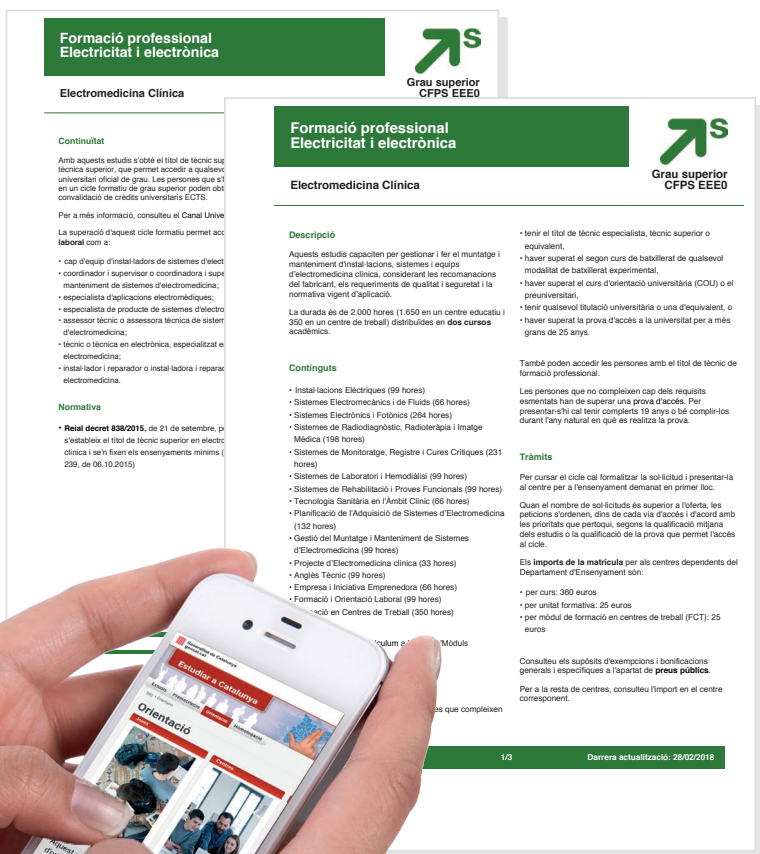 Formació professional
Electricitat i electrònica
S
Grau superior
CFPS EEE0
Electromedicina Clínica
Continuïtat
Amb aquests estudis s'obté el títol de tècnic
tècnica superior, que permet accedir a
universitari oficial de grau. Les persones que
en un cicle formatiu de grau superior poden
convalidació de crèdits universitaris ECTS.
Per a més informació, consulteu el Canal
La superació d'aquest cicle formatiu permet
laboral com a:
• cap d'equip d'instal·ladors de sistemes
• coordinador i supervisor o coordinadora i
manteniment de sistemes d'electromedicina;
• especialista d'aplicacions electromèdiques;
• especialista de producte de sistemes
• assessor tècnic o assessora tècnica de
d'electromedicina;
• tècnic o tècnica en electrònica, especialitzat
electromedicina;
• instal·lador i reparador o instal·ladora i
electromedicina.
Normativa
• Reial decret 838/2015, de 21 de setembre,
s'estableix el títol de tècnic superior en
clínica i se'n fixen els ensenyaments mínims
239, de 06.10.2015)
Formació professional
Electricitat i electrònica
S
Grau superior
CFPS EEE0
Electromedicina Clínica
Descripció
Aquests estudis capaciten per gestionar i fer el muntatge i
manteniment d'instal·lacions, sistemes i equips
d'electromedicina clínica, considerant les recomanacions
del fabricant, els requeriments de qualitat i seguretat i la
normativa vigent d'aplicació.
La durada és de 2.000 hores (1.650 en un centre educatiu i
350 en un centre de treball) distribuïdes en dos cursos
acadèmics.
Continguts
• Instal·lacions Elèctriques (99 hores)
• Sistemes Electromecànics i de Fluids (66 hores)
• Sistemes Electrònics i Fotònics (264 hores)
• Sistemes de Radiodiagnòstic, Radioteràpia i Imatge
Mèdica (198 hores)
• Sistemes de Monitoratge, Registre i Cures Crítiques (231
hores)
• Sistemes de Laboratori i Hemodiàlisi (99 hores)
• Sistemes de Rehabilitació i Proves Funcionals (99 hores)
• Tecnologia Sanitària en l'Àmbit Clínic (66 hores)
• Planificació de l'Adquisició de Sistemes d'Electromedicina
(132 hores)
• Gestió del Muntatge i Manteniment de Sistemes
d'Electromedicina (99 hores)
• Projecte d'Electromedicina clínica (33 hores)
• Anglès Tècnic (99 hores)
• Empresa i Iniciativa Emprenedora (66 hores)
• Formació i Orientació Laboral (99 hores)
en Centres de Treball (350 hores)
es que compleixen
• tenir el títol de tècnic especialista, tècnic superior o
equivalent,
• haver superat el segon curs de batxillerat de qualsevol
modalitat de batxillerat experimental,
• haver superat el curs d'orientació universitària (COU) o el
preuniversitari,
• tenir qualsevol titulació universitària o una d'equivalent, o
• haver superat la prova d'accés a la universitat per a més
grans de 25 anys.
També poden accedir les persones amb el títol de tècnic de
formació professional.
Les persones que no compleixen cap dels requisits
esmentats han de superar una prova d'accés. Per
presentar-s'hi cal tenir complerts 19 anys o bé complir-los
durant l'any natural en què es realitza la prova.
Tràmits
Per cursar el cicle cal formalitzar la sol·licitud i presentar-la
al centre per a l'ensenyament demanat en primer lloc.
Quan el nombre de sol·licituds és superior a l'oferta, les
peticions s'ordenen, dins de cada via d'accés i d'acord amb
les prioritats que pertoqui, segons la qualificació mitjana
dels estudis o la qualificació de la prova que permet l'accés
al cicle.
Els imports de la matrícula per als centres dependents del
Departament d'Ensenyament són:
• per curs: 360 euros
• per unitat formativa: 25 euros
• per mòdul de formació en centres de treball (FCT): 25
euros
Consulteu els supòsits d'exempcions i bonificacions
generals i específiques a l'apartat de preus públics.
Per a la resta de centres, consulteu l'import en el centre
corresponent.
1/3
Darrera actualització: 28/02/2018
Generalitat de Catalunya
gencat.cat
Estudiar a Catalunya
Estudis
Preinscripció
Orientació
Homologació
Inici > Orientació
Orientació
Joves
Centres
Aquest